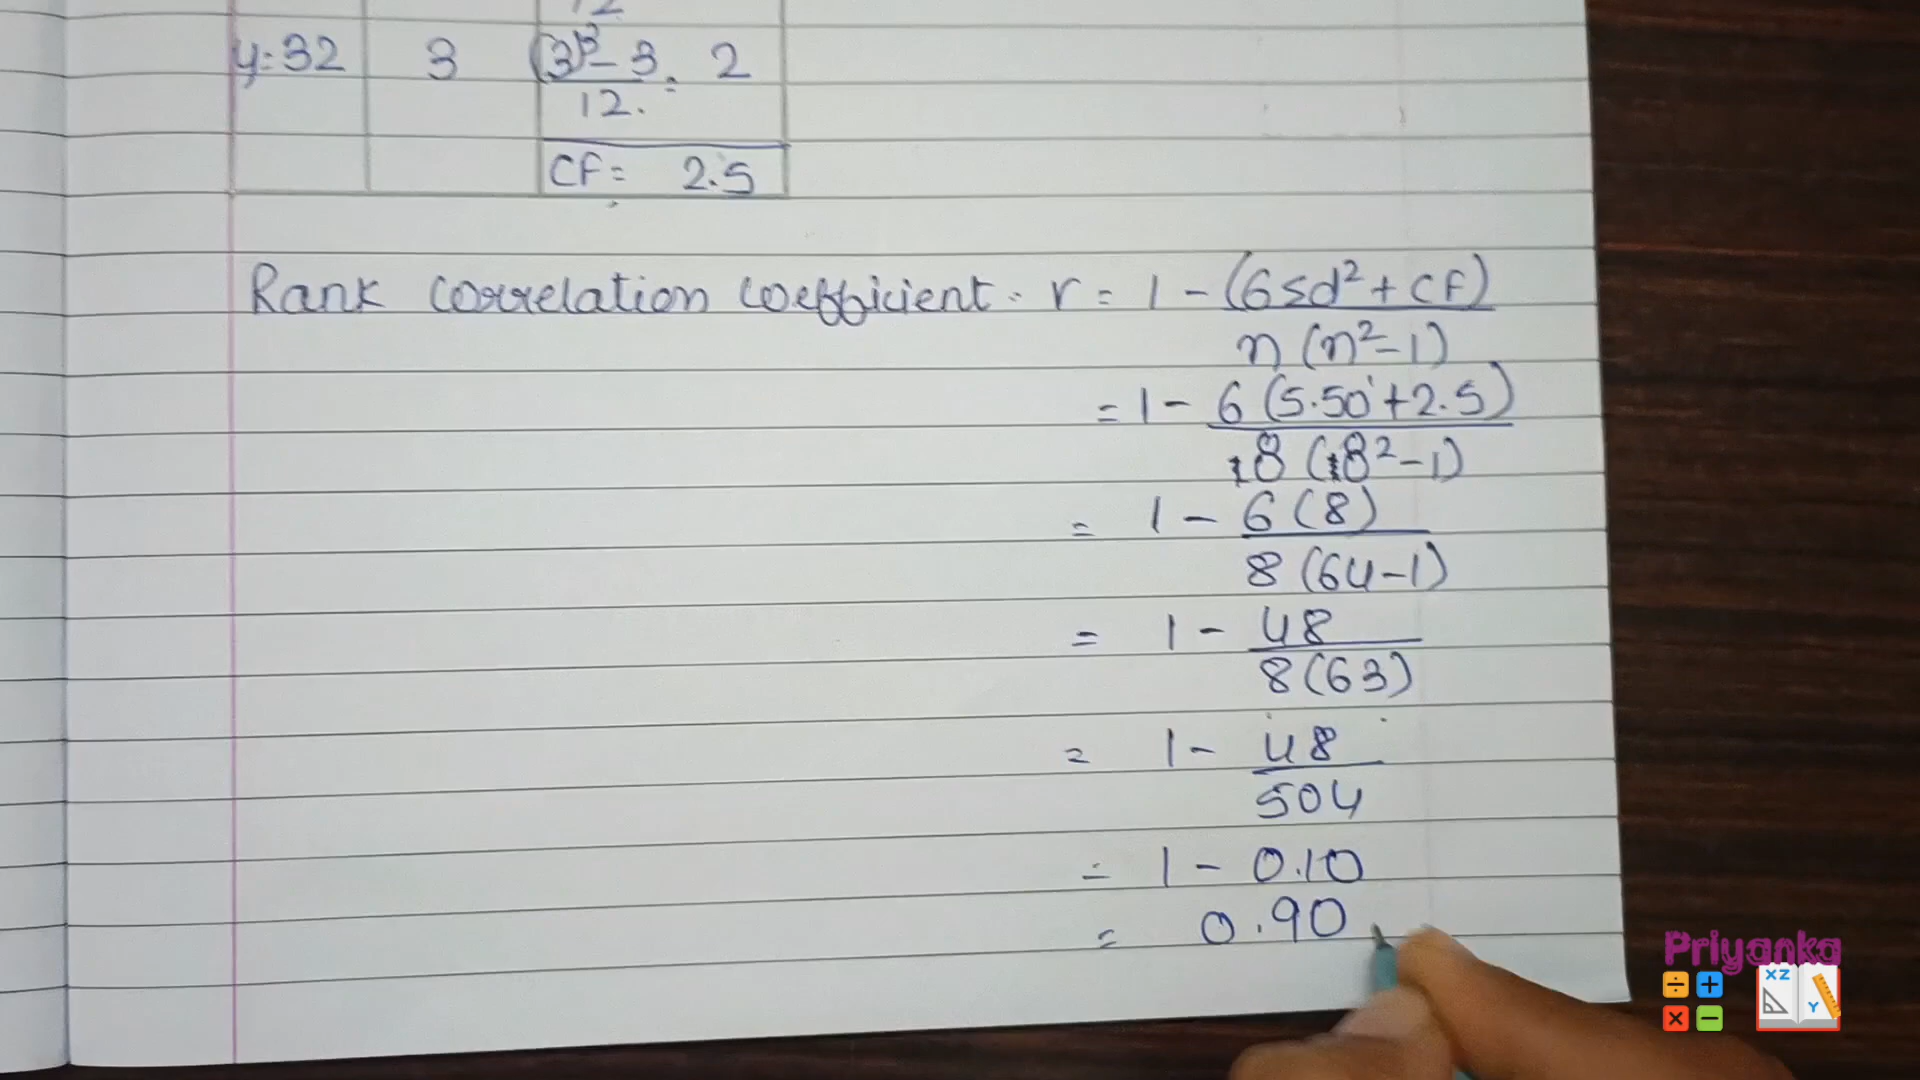 12
y=32 3 (3)³-3 = 2
12.
CF= 2.5
Rank correlation coefficient. r = 1 - (6Σd²+CF)
n (n²-1)
= 1 - 6 (5.50+2.5)
8 (8²-1)
= 1 - 6 (8)
8 (64-1)
= 1 - 48
8 (63)
= 1 - 48
504
= 1 - 0.10
= 0.90
Priyanka
÷ + XZ
× − Y